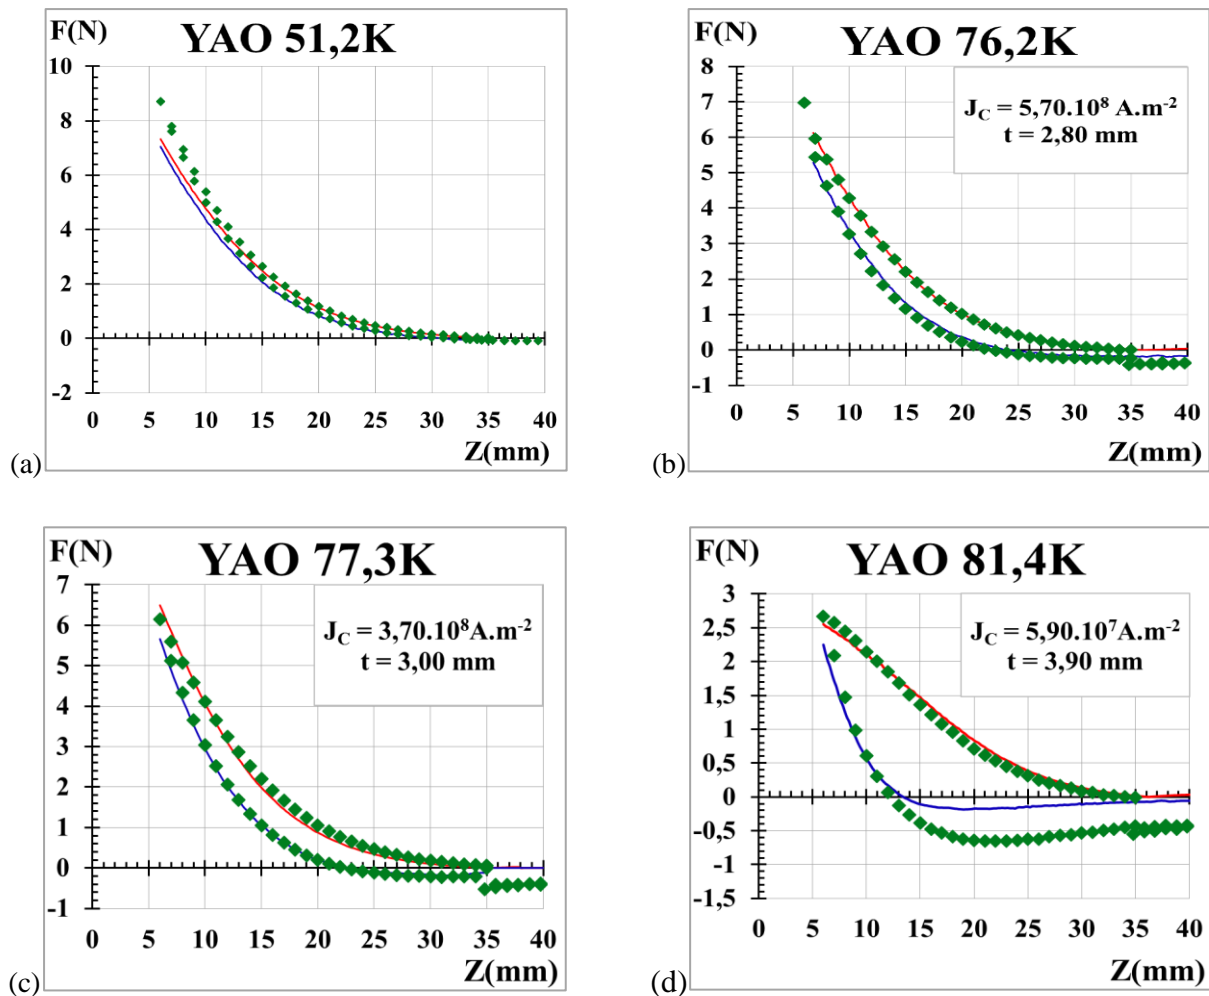 F(N)
YAO 51,2K
10
8
6
4
2
0
-2
0 5 10 15 20 25 30 35 40
Z(mm)
(a)
F(N)
YAO 76,2K
8
7
6
5
4
3
2
1
0
-1
J_C = 5,70.10⁸ A.m⁻²
t = 2,80 mm
0 5 10 15 20 25 30 35 40
Z(mm)
(b)
F(N)
YAO 77,3K
7
6
5
4
3
2
1
0
-1
J_C = 3,70.10⁸A.m⁻²
t = 3,00 mm
0 5 10 15 20 25 30 35 40
Z(mm)
(c)
F(N)
YAO 81,4K
3
2,5
2
1,5
1
0,5
0
-0,5
-1
-1,5
J_C = 5,90.10⁷A.m⁻²
t = 3,90 mm
0 5 10 15 20 25 30 35 40
Z(mm)
(d)